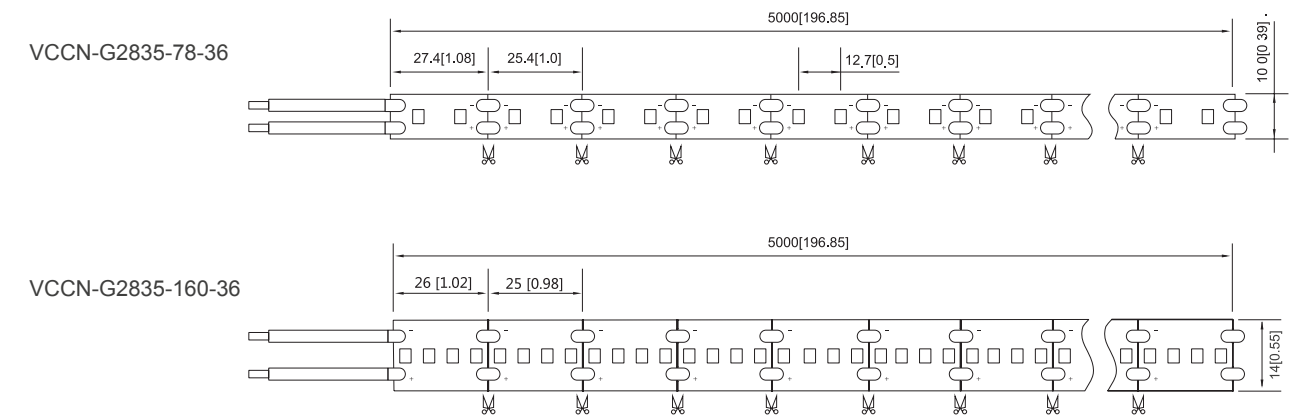 5000[196.85]
VCCN-G2835-78-36
27.4[1.08]
25.4[1.0]
12.7[0.5]
10 0[0 39] .
- - - - - - - -
+ + + + + + + + + + + + + + + +
5000[196.85]
VCCN-G2835-160-36
26 [1.02]
25 [0.98]
14[0.55]
- - - - - - - -
+ + + + + + + +